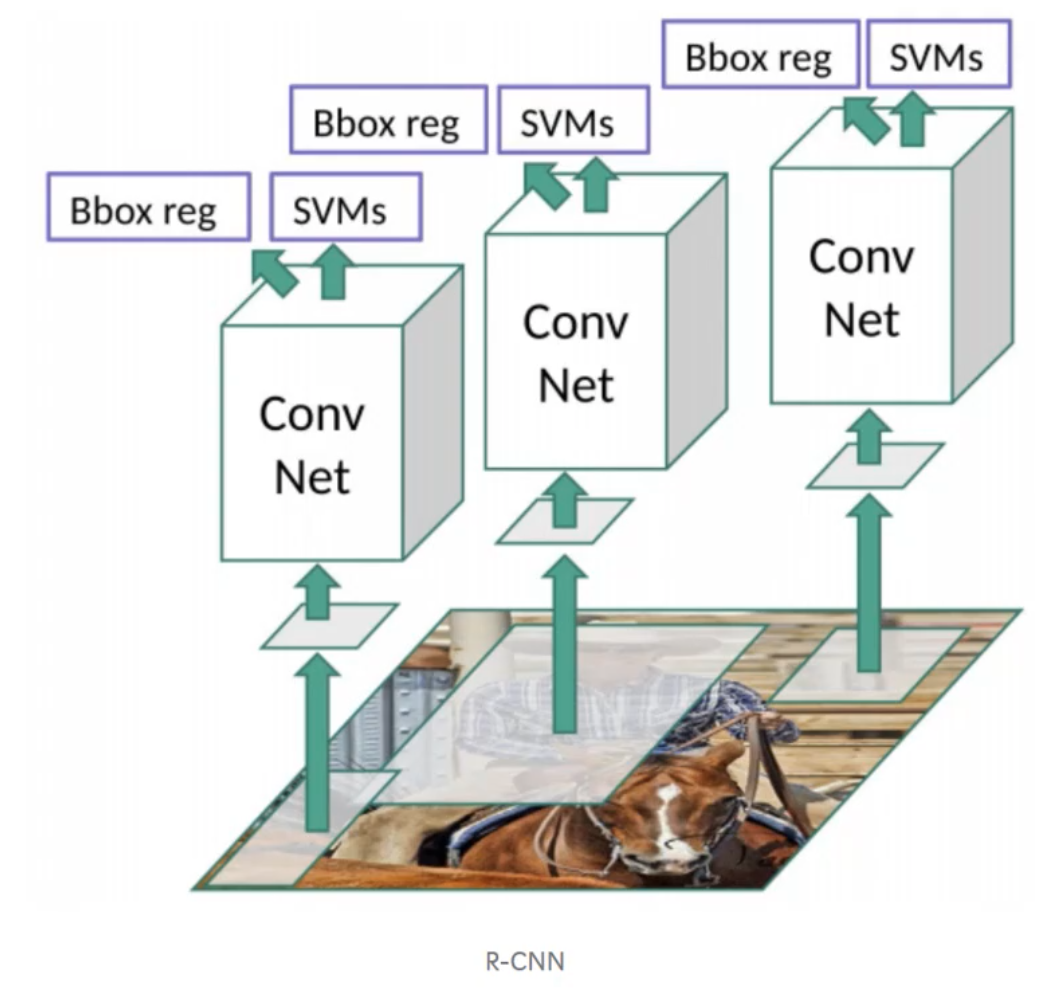 Bbox reg
SVMs
Bbox reg
SVMs
Bbox reg
SVMs
Conv
Net
Conv
Net
Conv
Net
R-CNN